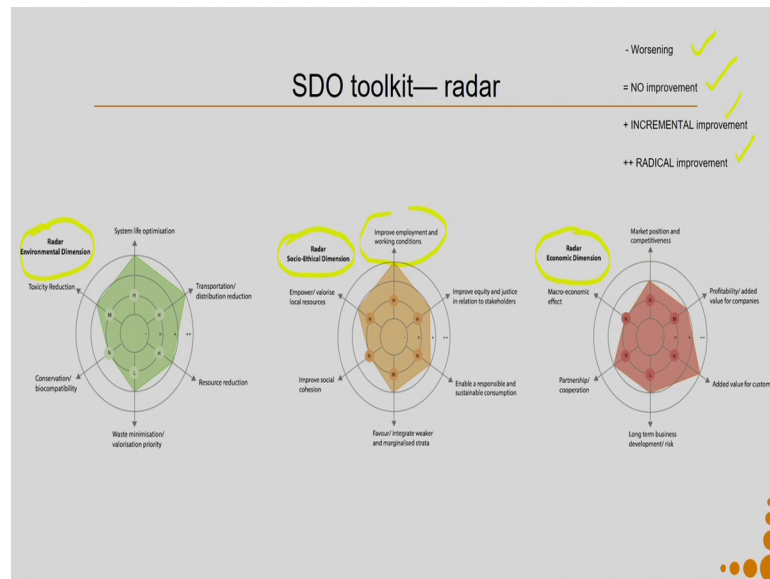 - Worsening
= NO improvement
+ INCREMENTAL improvement
++ RADICAL improvement
SDO toolkit— radar
Radar
Environmental Dimension
System life optimisation
Transportation/
distribution reduction
Resource reduction
Waste minimisation/
valorisation priority
Conservation/
biocompatibility
Toxicity Reduction
H
H
H
L
N
M
Radar
Socio-Ethical Dimension
Improve employment and
working conditions
Improve equity and justice
in relation to stakeholders
Enable a responsible and
sustainable consumption
Favour/ integrate weaker
and marginalised strata
Improve social
cohesion
Empower/ valorise
local resources
Radar
Economic Dimension
Market position and
competitiveness
Profitability/ added
value for companies
Added value for custom
Long term business
development/ risk
Partnership/
cooperation
Macro-economic
effect